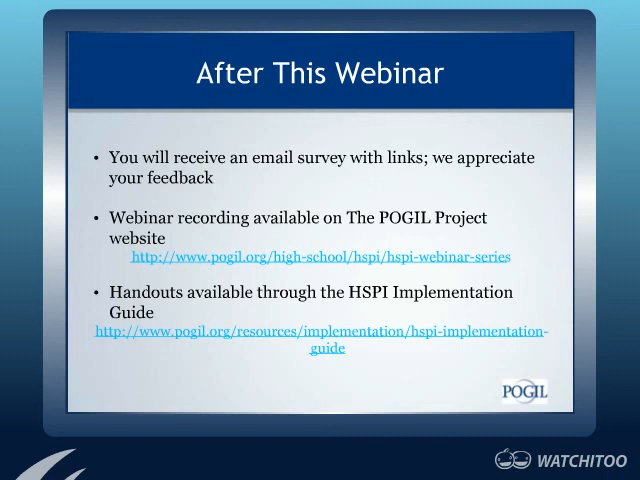 After This Webinar
• You will receive an email survey with links; we appreciate
your feedback
• Webinar recording available on The POGIL Project
website
http://www.pogil.org/high-school/hspi/hspi-webinar-series
• Handouts available through the HSPI Implementation
Guide
http://www.pogil.org/resources/implementation/hspi-implementation-
guide
POGIL
WATCHITOO